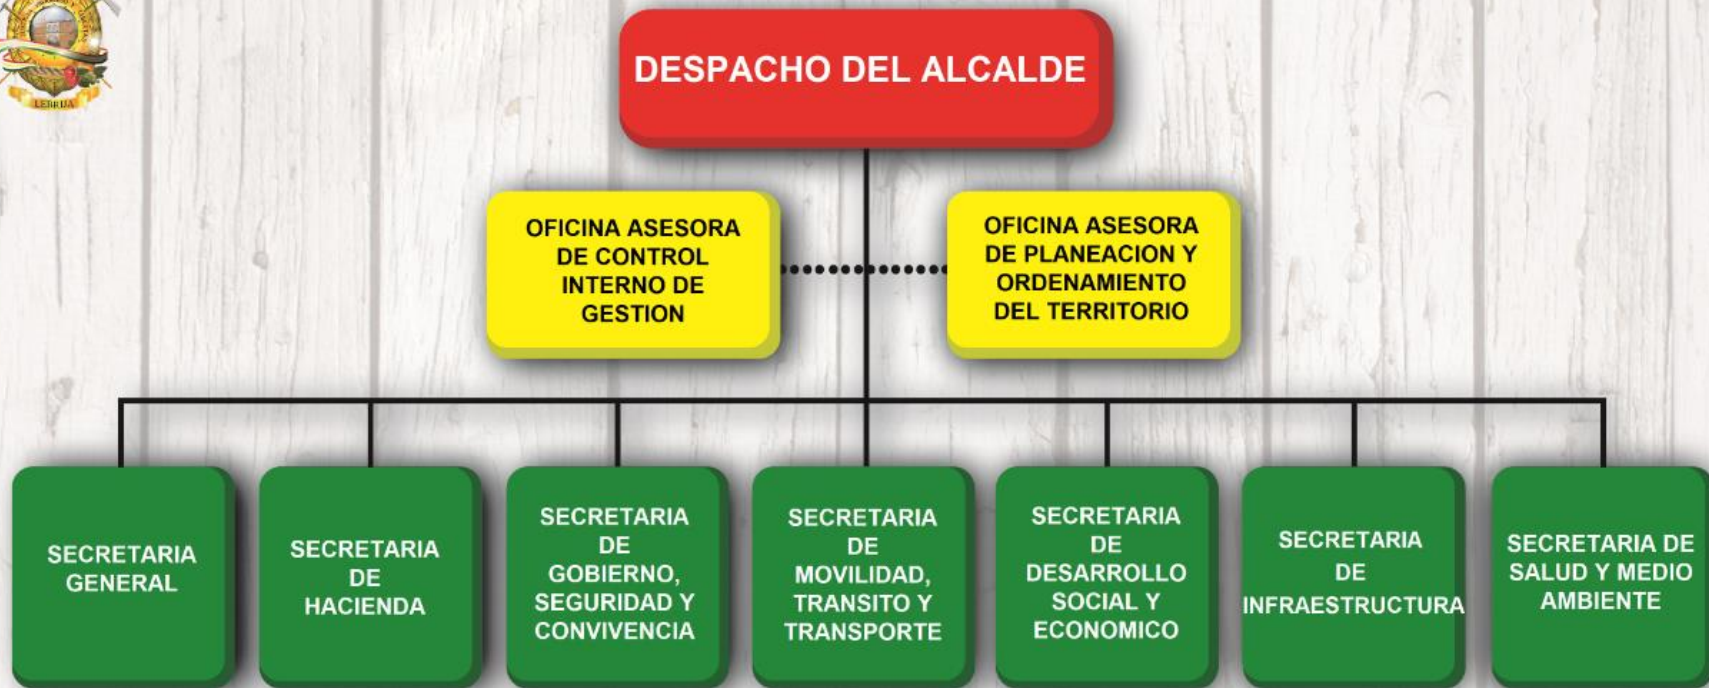 LEBRIJA
DESPACHO DEL ALCALDE
OFICINA ASESORA
DE CONTROL
INTERNO DE
GESTION
OFICINA ASESORA
DE PLANEACION Y
ORDENAMIENTO
DEL TERRITORIO
SECRETARIA
GENERAL
SECRETARIA
DE
HACIENDA
SECRETARIA
DE
GOBIERNO,
SEGURIDAD Y
CONVIVENCIA
SECRETARIA
DE
MOVILIDAD,
TRANSITO Y
TRANSPORTE
SECRETARIA
DE
DESARROLLO
SOCIAL Y
ECONOMICO
SECRETARIA
DE
INFRAESTRUCTURA
SECRETARIA DE
SALUD Y MEDIO
AMBIENTE